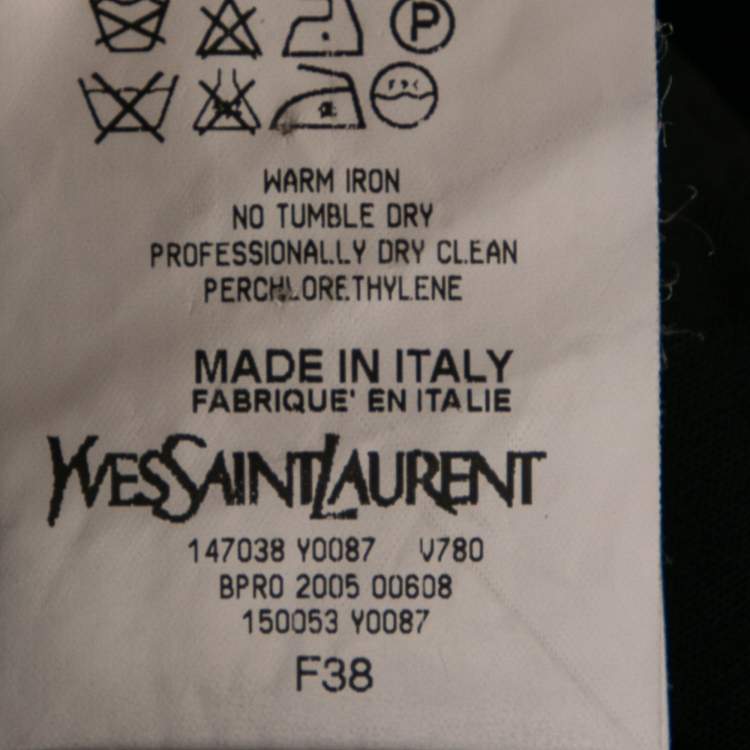 P
WARM IRON
NO TUMBLE DRY
PROFESSIONALLY DRY CLEAN
PERCHLORETHYLENE
MADE IN ITALY
FABRIQUE' EN ITALIE
YVESSAINTLAURENT
147038 Y0087 V780
BPRO 2005 00608
150053 Y0087
F38